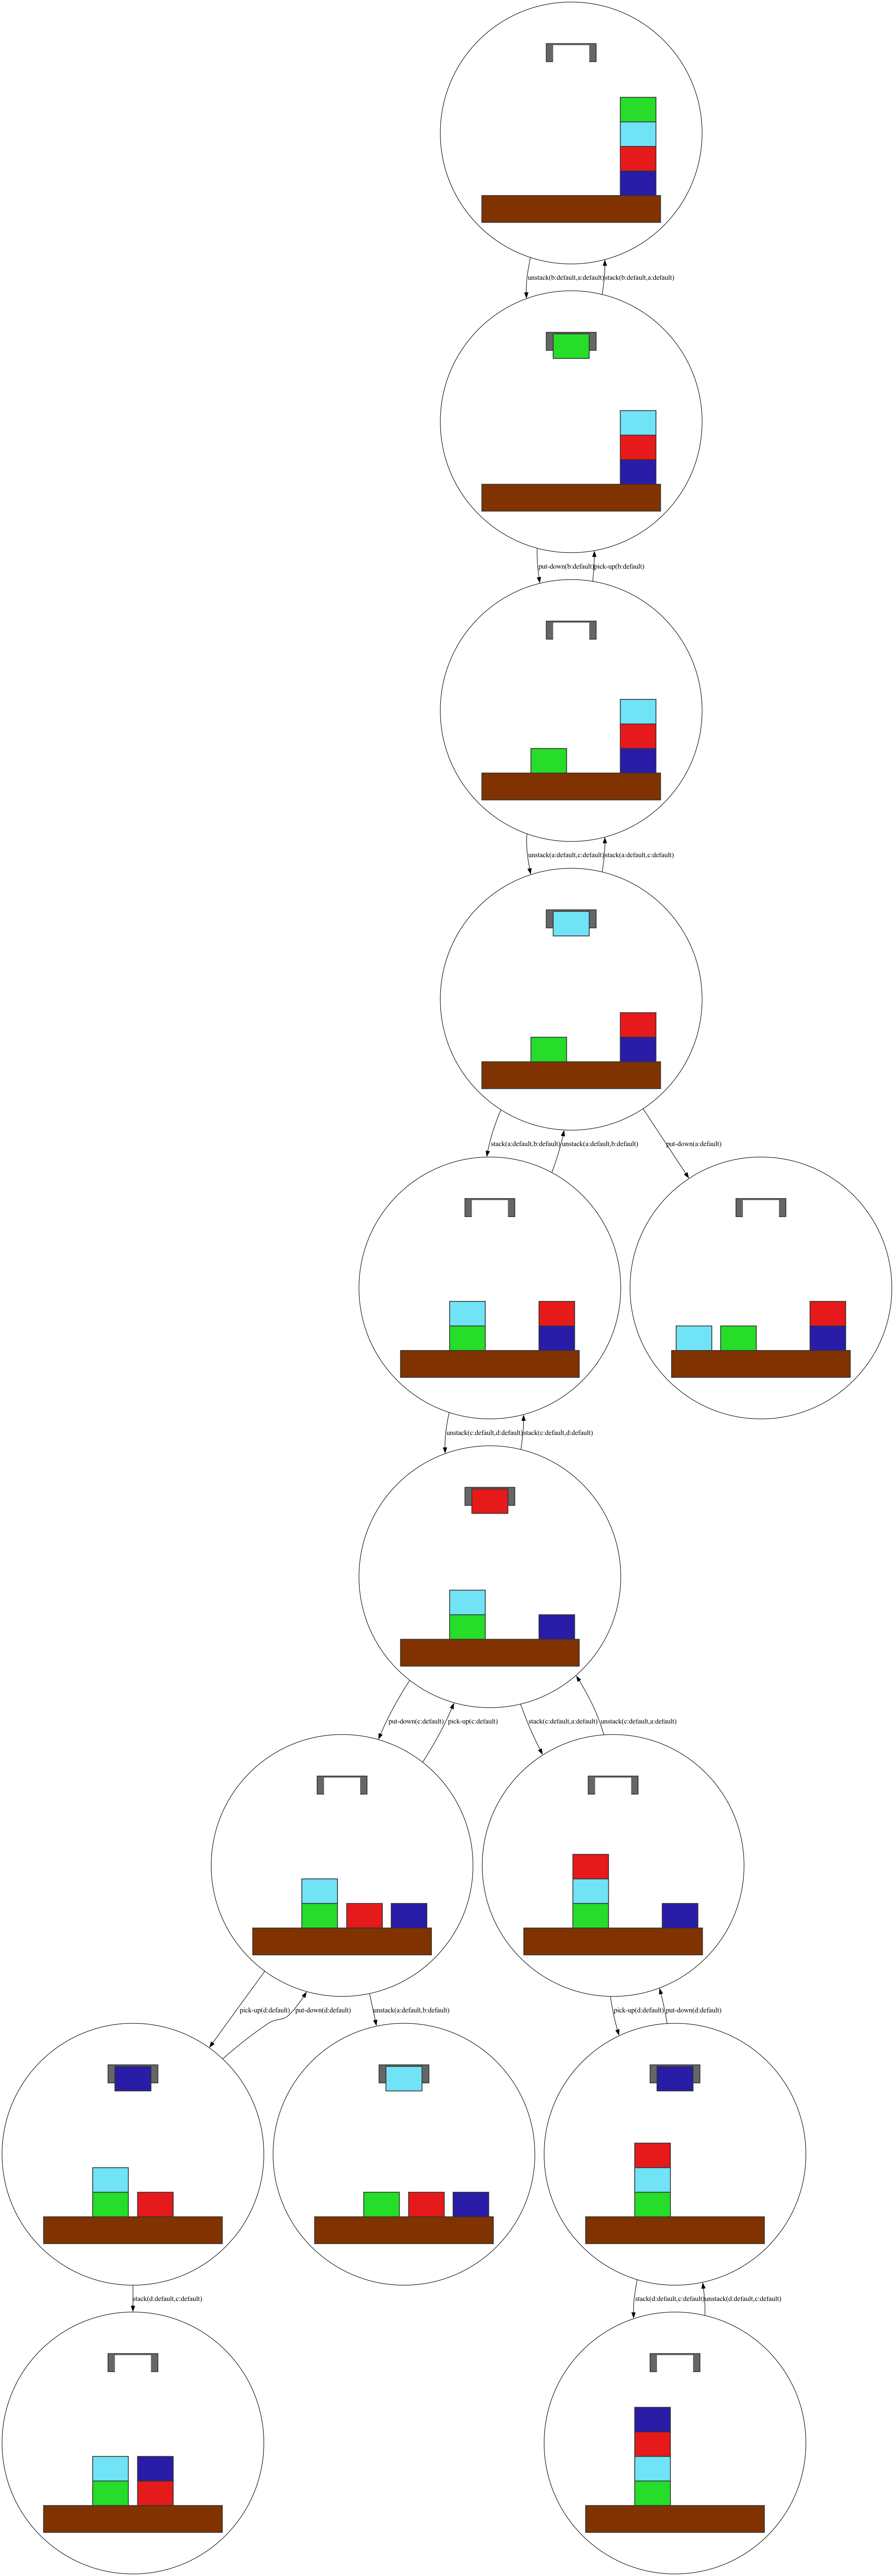 unstack(b:default,a:default)
stack(b:default,a:default)
put-down(b:default)
pick-up(b:default)
unstack(a:default,c:default)
stack(a:default,c:default)
stack(a:default,b:default)
unstack(a:default,b:default)
put-down(a:default)
unstack(c:default,d:default)
stack(c:default,d:default)
put-down(c:default)
pick-up(c:default)
stack(c:default,a:default)
unstack(c:default,a:default)
pick-up(d:default)
put-down(d:default)
unstack(a:default,b:default)
pick-up(d:default)
put-down(d:default)
stack(d:default,c:default)
stack(d:default,c:default)
unstack(d:default,c:default)